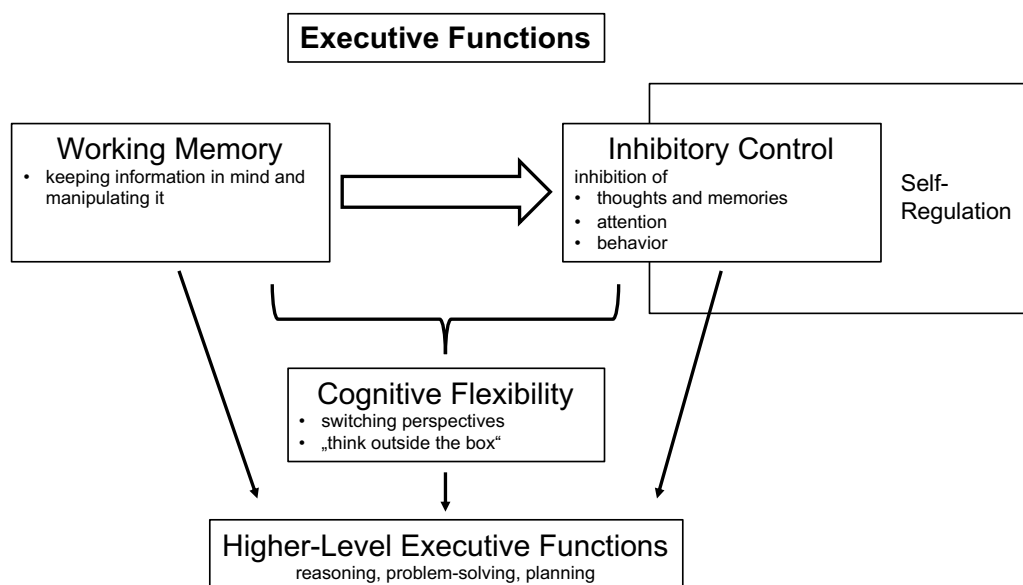 Executive Functions
Working Memory
• keeping information in mind and
manipulating it
Inhibitory Control
inhibition of
• thoughts and memories
• attention
• behavior
Self-
Regulation
Cognitive Flexibility
• switching perspectives
• „think outside the box“
Higher-Level Executive Functions
reasoning, problem-solving, planning